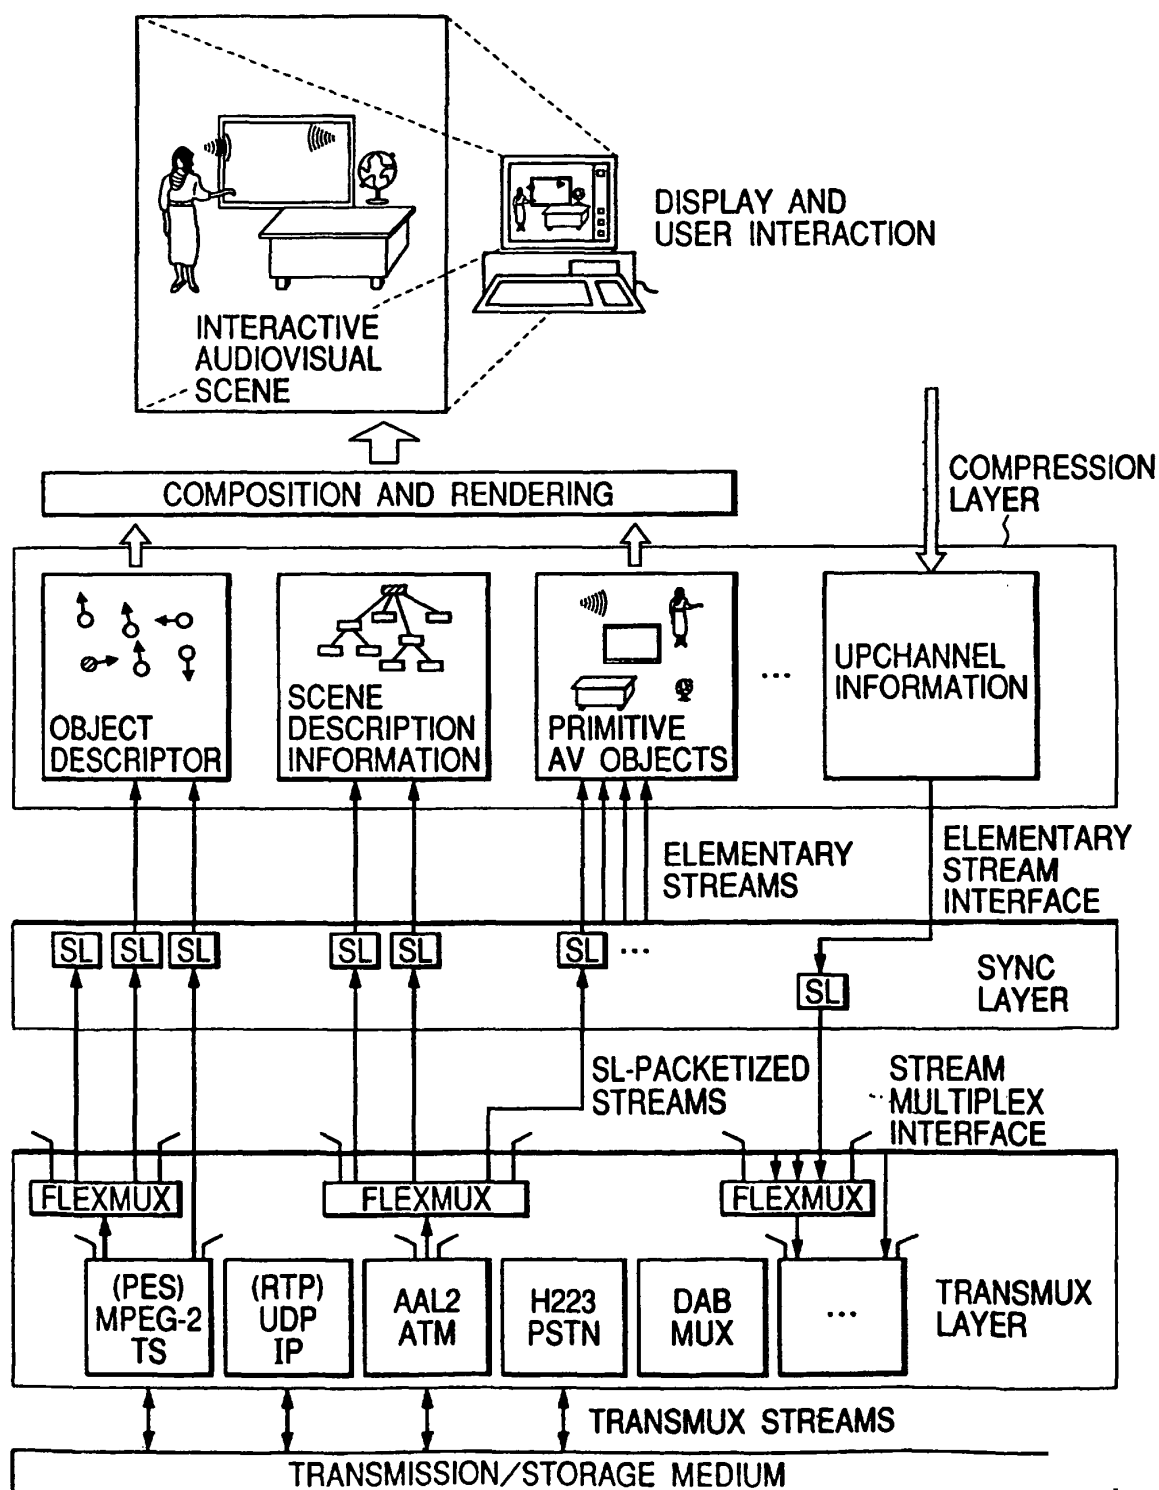 DISPLAY AND
USER INTERACTION
INTERACTIVE
AUDIOVISUAL
SCENE
COMPRESSION
LAYER
COMPOSITION AND RENDERING
OBJECT
DESCRIPTOR
SCENE
DESCRIPTION
INFORMATION
PRIMITIVE
AV OBJECTS
...
UPCHANNEL
INFORMATION
ELEMENTARY
STREAMS
ELEMENTARY
STREAM
INTERFACE
SL
SL
SL
SL
SL
SL
...
SL
SYNC
LAYER
SL-PACKETIZED
STREAMS
STREAM
MULTIPLEX
INTERFACE
FLEXMUX
FLEXMUX
FLEXMUX
(PES)
MPEG-2
TS
(RTP)
UDP
IP
AAL2
ATM
H223
PSTN
DAB
MUX
...
TRANSMUX
LAYER
TRANSMUX STREAMS
TRANSMISSION/STORAGE MEDIUM